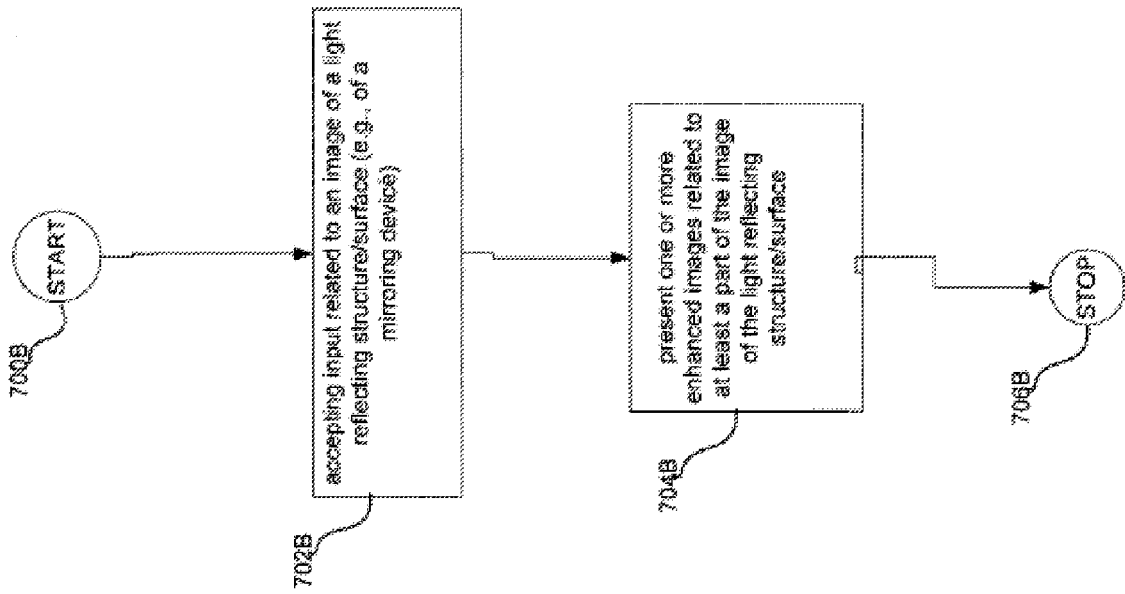 700B
START
702B
accepting input related to an image of a light
reflecting structure/surface (e.g., of a
mirroring device)
704B
present one or more
enhanced images related to
at least a part of the image
of the light reflecting
structure/surface
706B
STOP